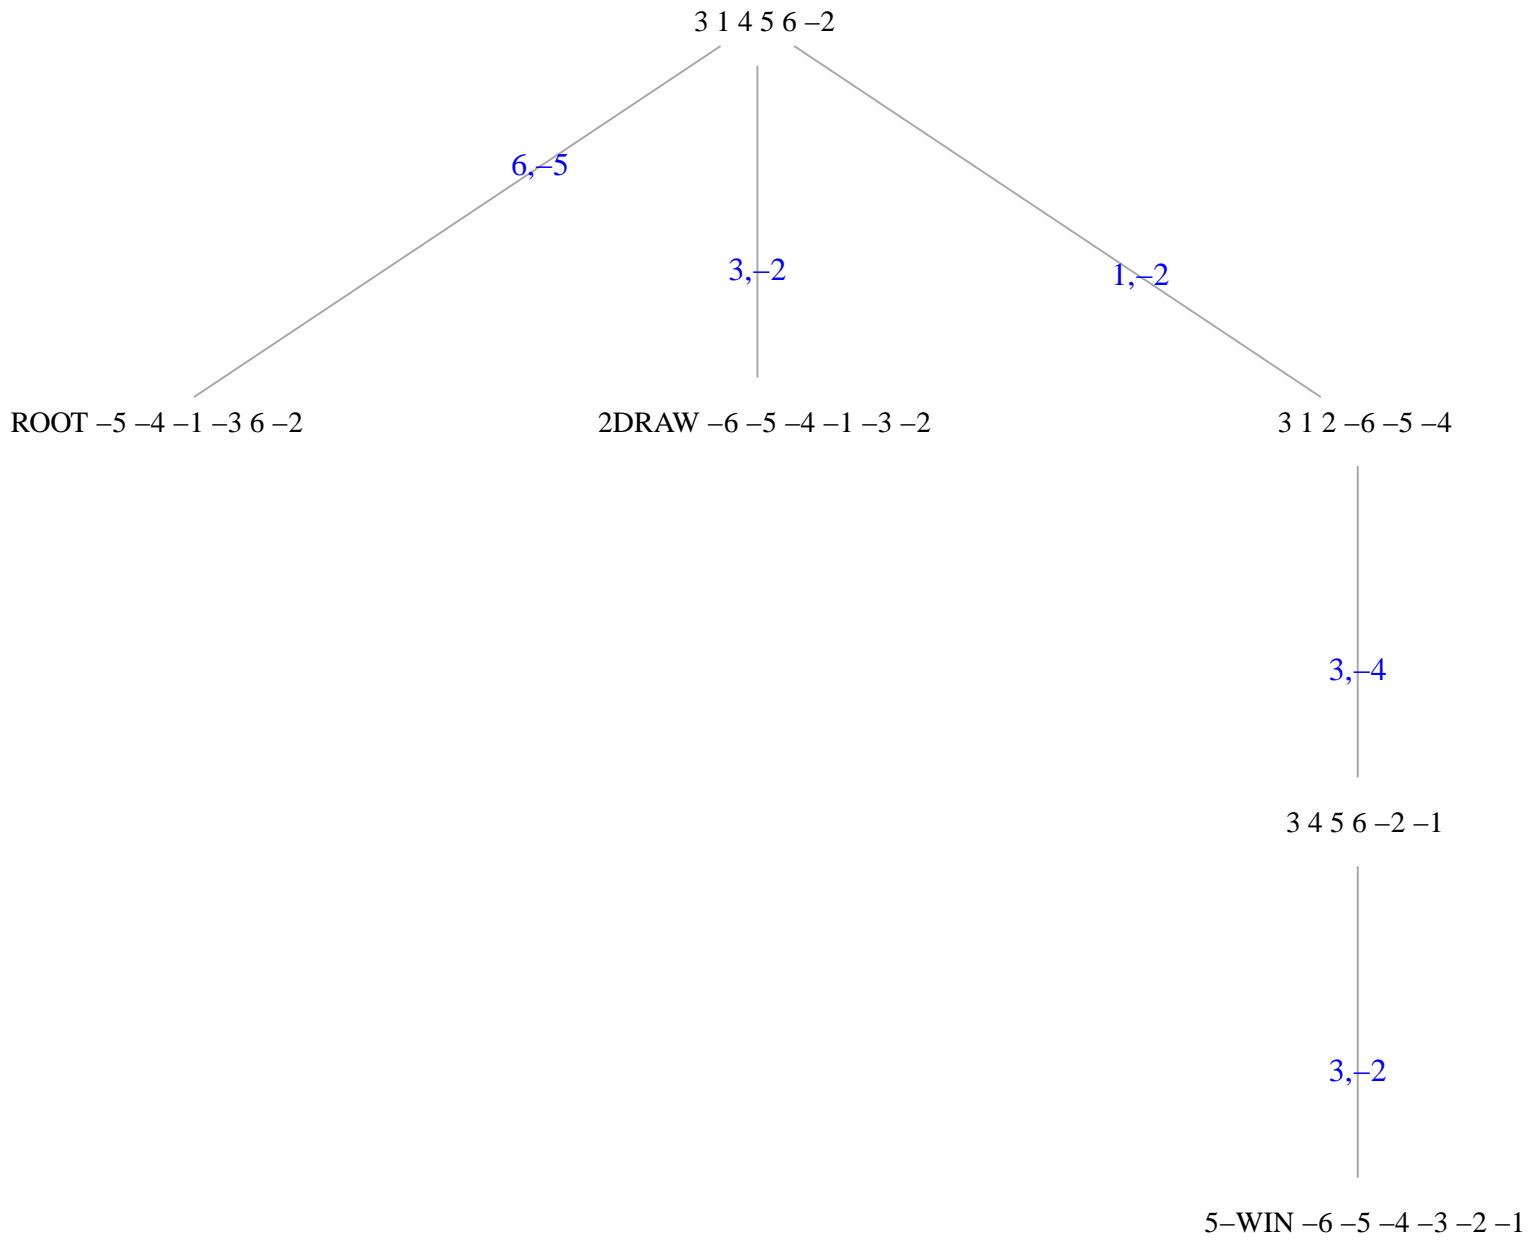 3 1 4 5 6 –2
6,–5
3,–2
1,–2
ROOT –5 –4 –1 –3 6 –2
2DRAW –6 –5 –4 –1 –3 –2
3 1 2 –6 –5 –4
3,–4
3 4 5 6 –2 –1
3,–2
5–WIN –6 –5 –4 –3 –2 –1